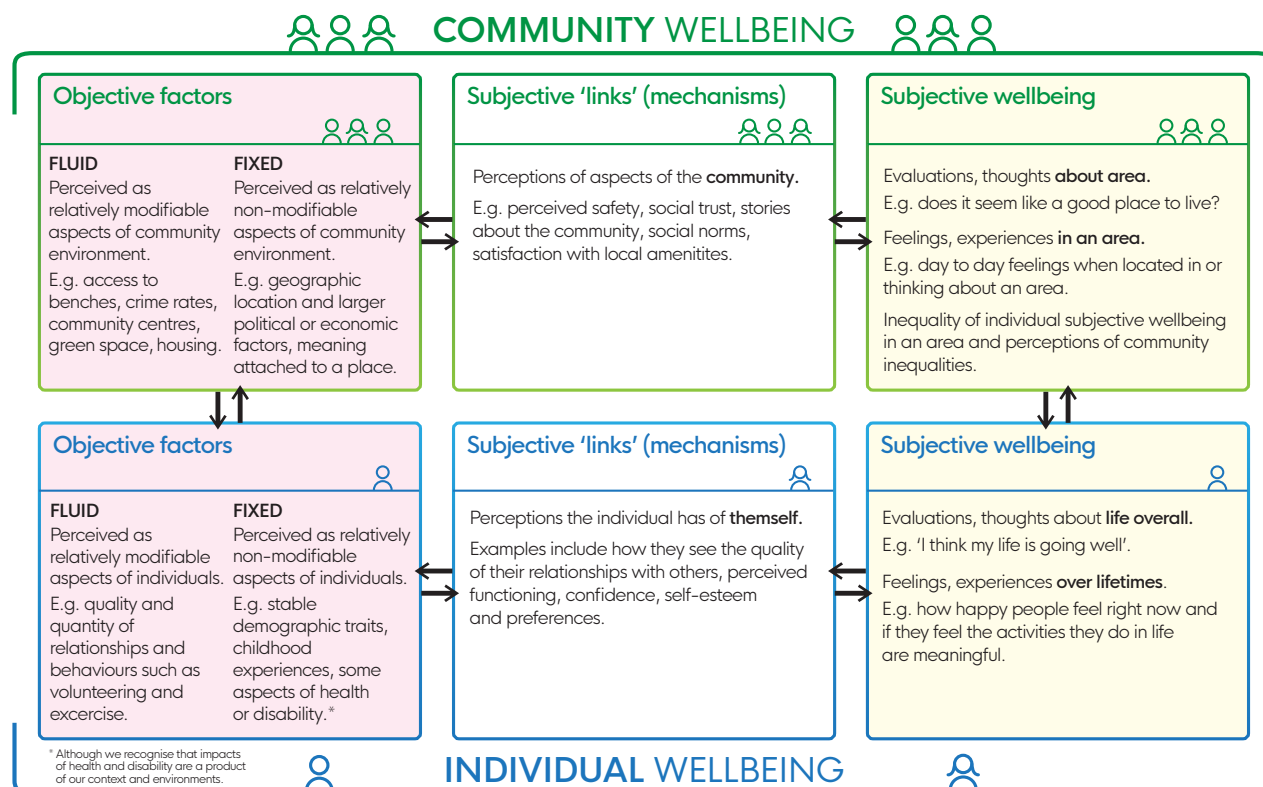 COMMUNITY WELLBEING
Objective factors
FLUID
Perceived as
relatively modifiable
aspects of community
environment.
E.g. access to
benches, crime rates,
community centres,
green space, housing.
FIXED
Perceived as relatively
non-modifiable
aspects of community
environment.
E.g. geographic
location and larger
political or economic
factors, meaning
attached to a place.
Subjective ‘links’ (mechanisms)
Perceptions of aspects of the community.
E.g. perceived safety, social trust, stories
about the community, social norms,
satisfaction with local amenitites.
Subjective wellbeing
Evaluations, thoughts about area.
E.g. does it seem like a good place to live?
Feelings, experiences in an area.
E.g. day to day feelings when located in or
thinking about an area.
Inequality of individual subjective wellbeing
in an area and perceptions of community
inequalities.
Objective factors
FLUID
Perceived as
relatively modifiable
aspects of individuals.
E.g. quality and
quantity of
relationships and
behaviours such as
volunteering and
excercise.
FIXED
Perceived as relatively
non-modifiable
aspects of individuals.
E.g. stable
demographic traits,
childhood
experiences, some
aspects of health
or disability.*
Subjective ‘links’ (mechanisms)
Perceptions the individual has of themself.
Examples include how they see the quality
of their relationships with others, perceived
functioning, confidence, self-esteem
and preferences.
Subjective wellbeing
Evaluations, thoughts about life overall.
E.g. ‘I think my life is going well’.
Feelings, experiences over lifetimes.
E.g. how happy people feel right now and
if they feel the activities they do in life
are meaningful.
* Although we recognise that impacts
of health and disability are a product
of our context and environments.
INDIVIDUAL WELLBEING